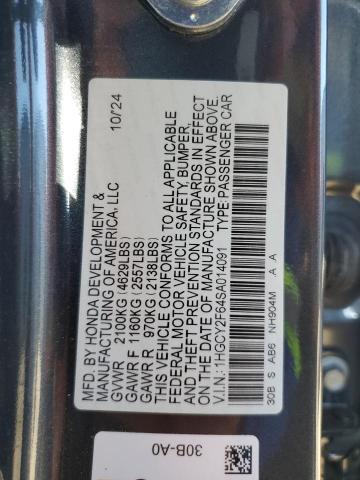 MFD. BY HONDA DEVELOPMENT & 10/24
MANUFACTURING OF AMERICA, LLC
GVWR 2100KG (4629LBS)
GAWR F 1160KG (2557LBS)
GAWR R 970KG (2138LBS)
THIS VEHICLE CONFORMS TO ALL APPLICABLE
FEDERAL MOTOR VEHICLE SAFETY, BUMPER,
AND THEFT PREVENTION STANDARDS IN EFFECT
ON THE DATE OF MANUFACTURE SHOWN ABOVE.
V.I.N.: 1HGCY2F64SA014091 TYPE: PASSENGER CAR
30B S AB6 NH904M A A
30B-A0